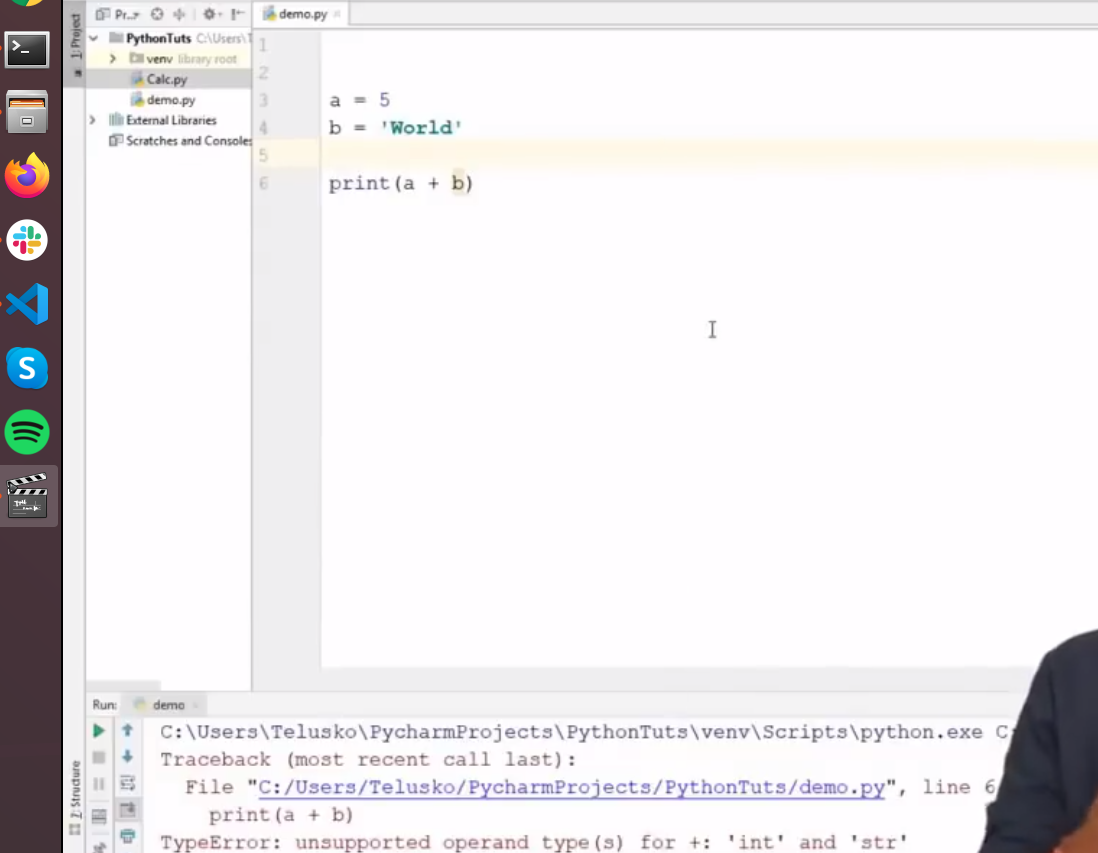 Pr...
demo.py
1: Project
PythonTuts C:\Users\T
venv library root
Calc.py
demo.py
External Libraries
Scratches and Consoles
1
2
3 a = 5
4 b = 'World'
5
6 print(a + b)
Run: demo
2: Structure
C:\Users\Telusko\PycharmProjects\PythonTuts\venv\Scripts\python.exe C:
Traceback (most recent call last):
File "C:/Users/Telusko/PycharmProjects/PythonTuts/demo.py", line 6
print(a + b)
TypeError: unsupported operand type(s) for +: 'int' and 'str'